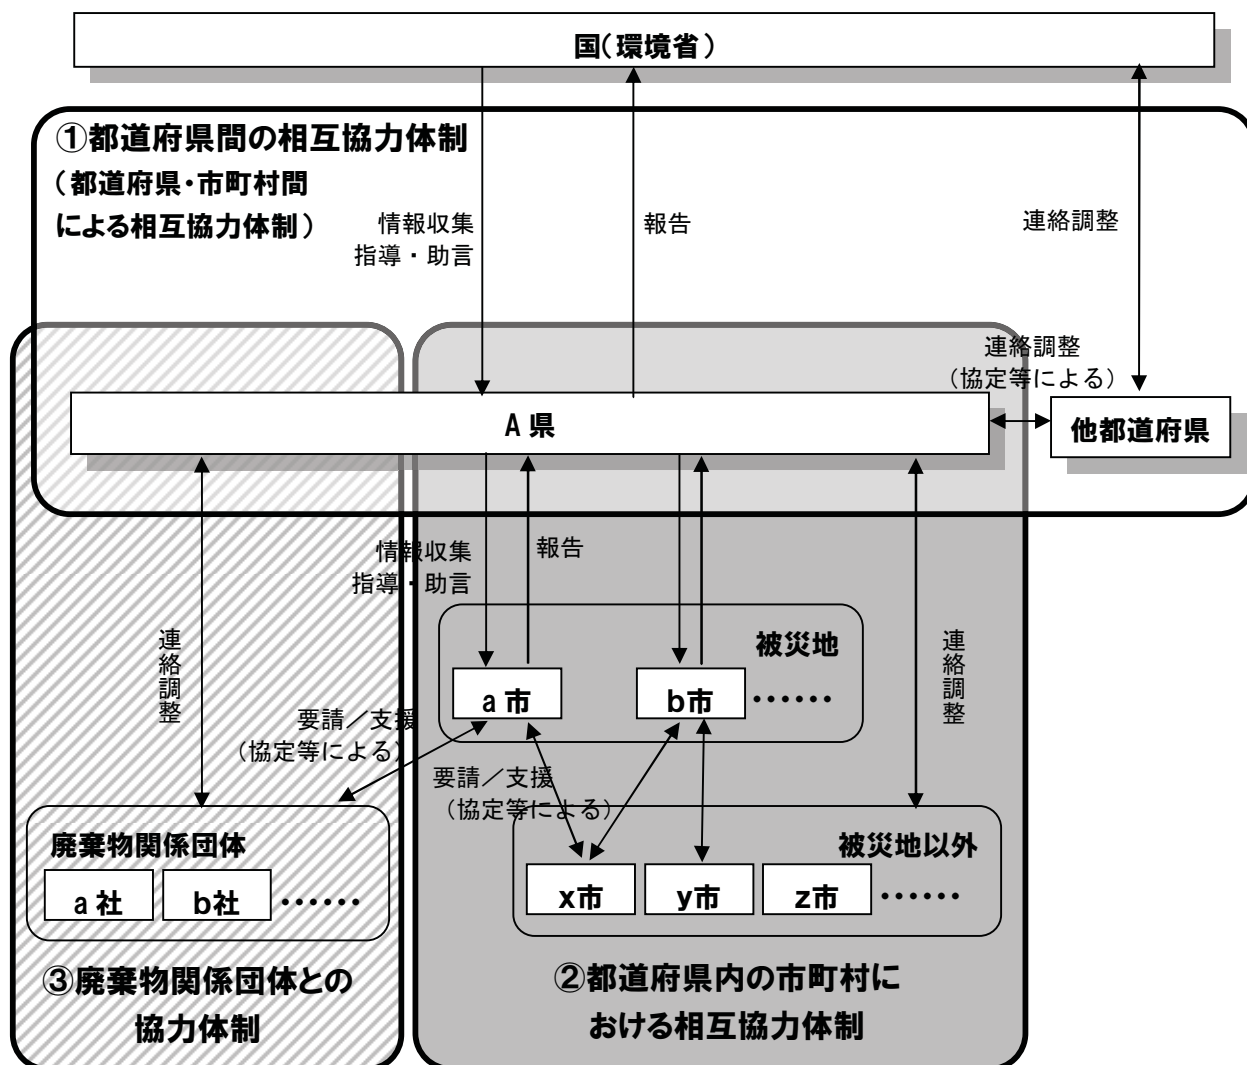 国（環境省）
①都道府県間の相互協力体制
（都道府県・市町村間
による相互協力体制）
情報収集
指導・助言
報告
連絡調整
連絡調整
（協定等による）
A 県
他都道府県
情報収集
指導・助言
報告
連絡調整
被災地
連絡調整
a 市
b市
‥‥‥
要請／支援
（協定等による）
要請／支援
（協定等による）
廃棄物関係団体
a 社
b社
‥‥‥
被災地以外
x市
y市
z市
‥‥‥
③廃棄物関係団体との
協力体制
②都道府県内の市町村に
おける相互協力体制